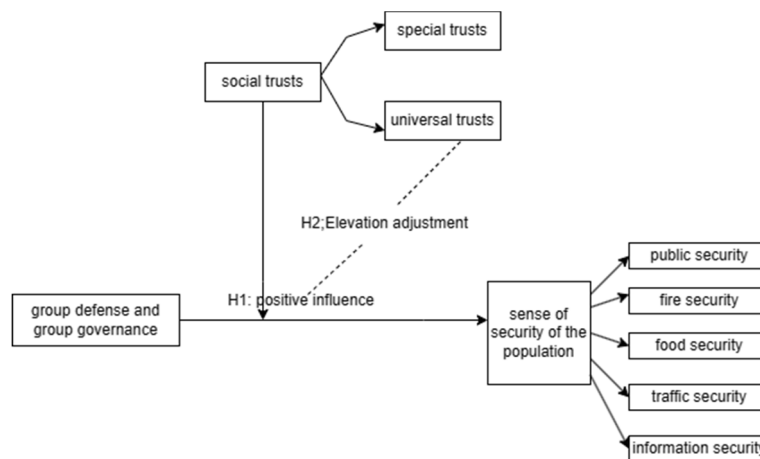 special trusts
social trusts
universal trusts
H2;Elevation adjustment
public security
H1: positive influence
group defense and
group governance
sense of
security of the
population
fire security
food security
traffic security
information security